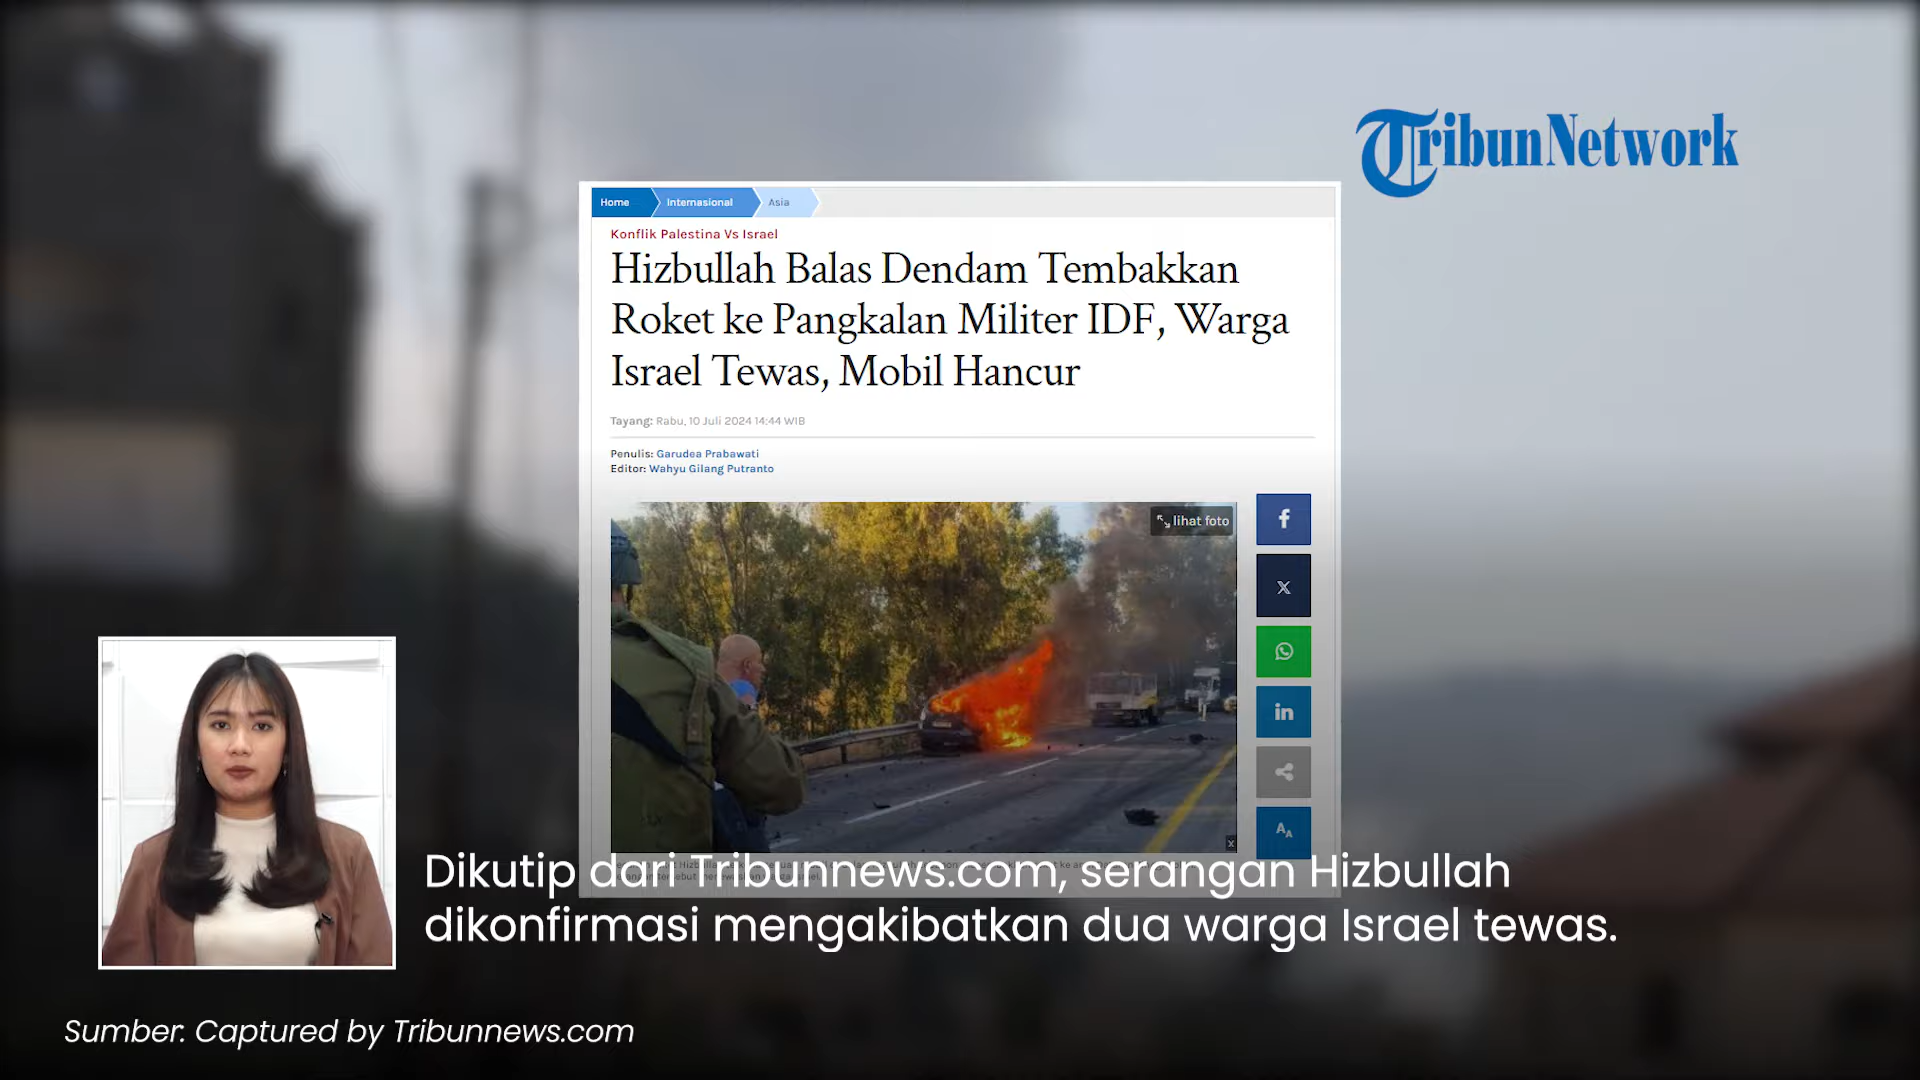 Tribun Network
Home
Internasional
Asia
Konflik Palestina Vs Israel
Hizbullah Balas Dendam Tembakkan
Roket ke Pangkalan Militer IDF, Warga
Israel Tewas, Mobil Hancur
Tayang: Rabu, 10 Juli 2024 14:44 WIB
Penulis: Garudea Prabawati
Editor: Wahyu Gilang Putranto
lihat foto
Dikutip dari Tribunnews.com, serangan Hizbullah
dikonfirmasi mengakibatkan dua warga Israel tewas.
Sumber: Captured by Tribunnews.com